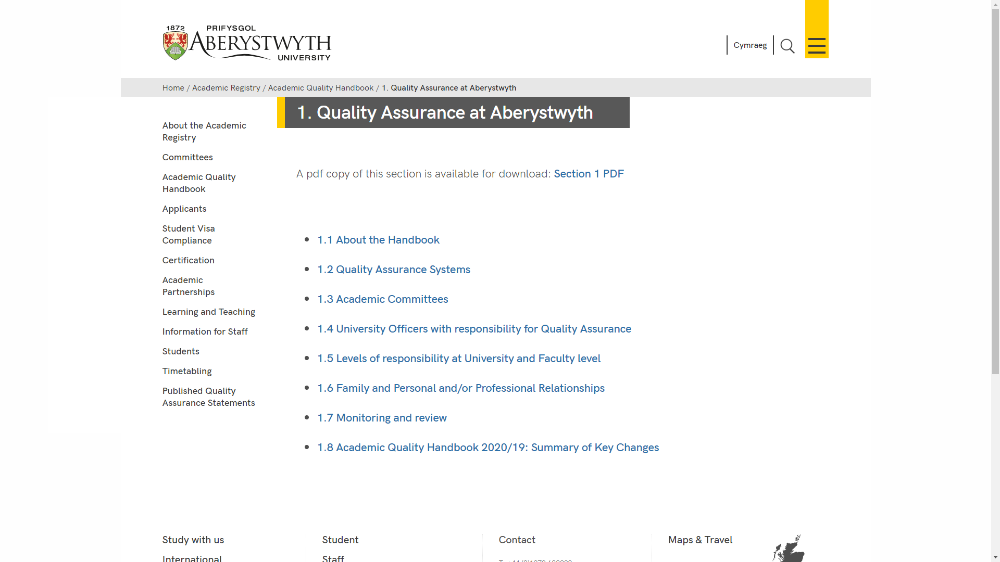 1872
PRIFYSGOL
ABERYSTWYTH
UNIVERSITY
Cymraeg
Home / Academic Registry / Academic Quality Handbook / 1. Quality Assurance at Aberystwyth
1. Quality Assurance at Aberystwyth
About the Academic
Registry
Committees
Academic Quality
Handbook
Applicants
Student Visa
Compliance
Certification
Academic
Partnerships
Learning and Teaching
Information for Staff
Students
Timetabling
Published Quality
Assurance Statements
A pdf copy of this section is available for download: Section 1 PDF
• 1.1 About the Handbook
• 1.2 Quality Assurance Systems
• 1.3 Academic Committees
• 1.4 University Officers with responsibility for Quality Assurance
• 1.5 Levels of responsibility at University and Faculty level
• 1.6 Family and Personal and/or Professional Relationships
• 1.7 Monitoring and review
• 1.8 Academic Quality Handbook 2020/19: Summary of Key Changes
Study with us
International
Student
Staff
Contact
Maps & Travel